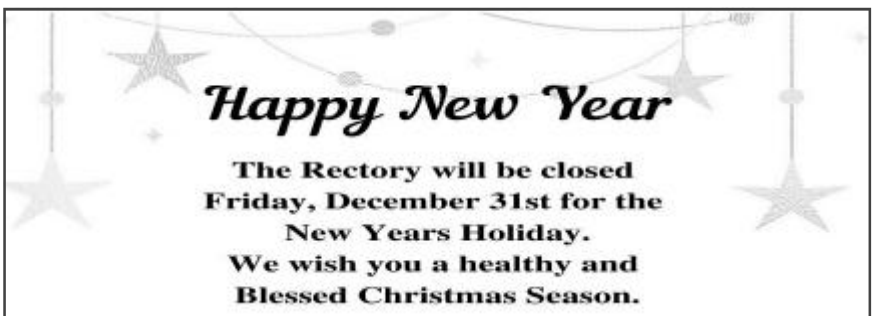 Happy New Year
The Rectory will be closed
Friday, December 31st for the
New Years Holiday.
We wish you a healthy and
Blessed Christmas Season.